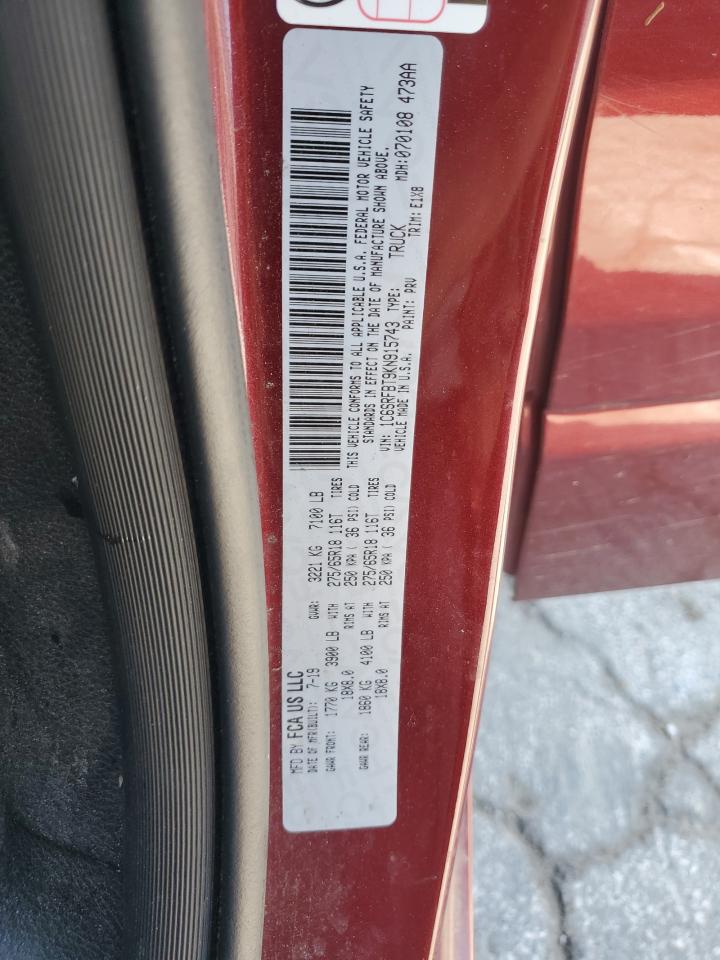 MFD BY FCA US LLC
DATE OF MFR(BUILT): 7-19 GVWR: 3221 KG 7100 LB
GAWR FRONT: 1770 KG 3900 LB WITH 275/65R18 116T TIRES
18X8.0 RIMS AT 250 KPA ( 36 PSI) COLD
GAWR REAR: 1860 KG 4100 LB WITH 275/65R18 116T TIRES
18X8.0 RIMS AT 250 KPA ( 36 PSI) COLD
THIS VEHICLE CONFORMS TO ALL APPLICABLE U.S.A. FEDERAL MOTOR VEHICLE SAFETY
STANDARDS IN EFFECT ON THE DATE OF MANUFACTURE SHOWN ABOVE.
VIN: 1C6SRFBT9KN915743 TYPE: TRUCK MDH:070108 473AA
VEHICLE MADE IN U.S.A. PAINT: PRV TRIM: E1X8